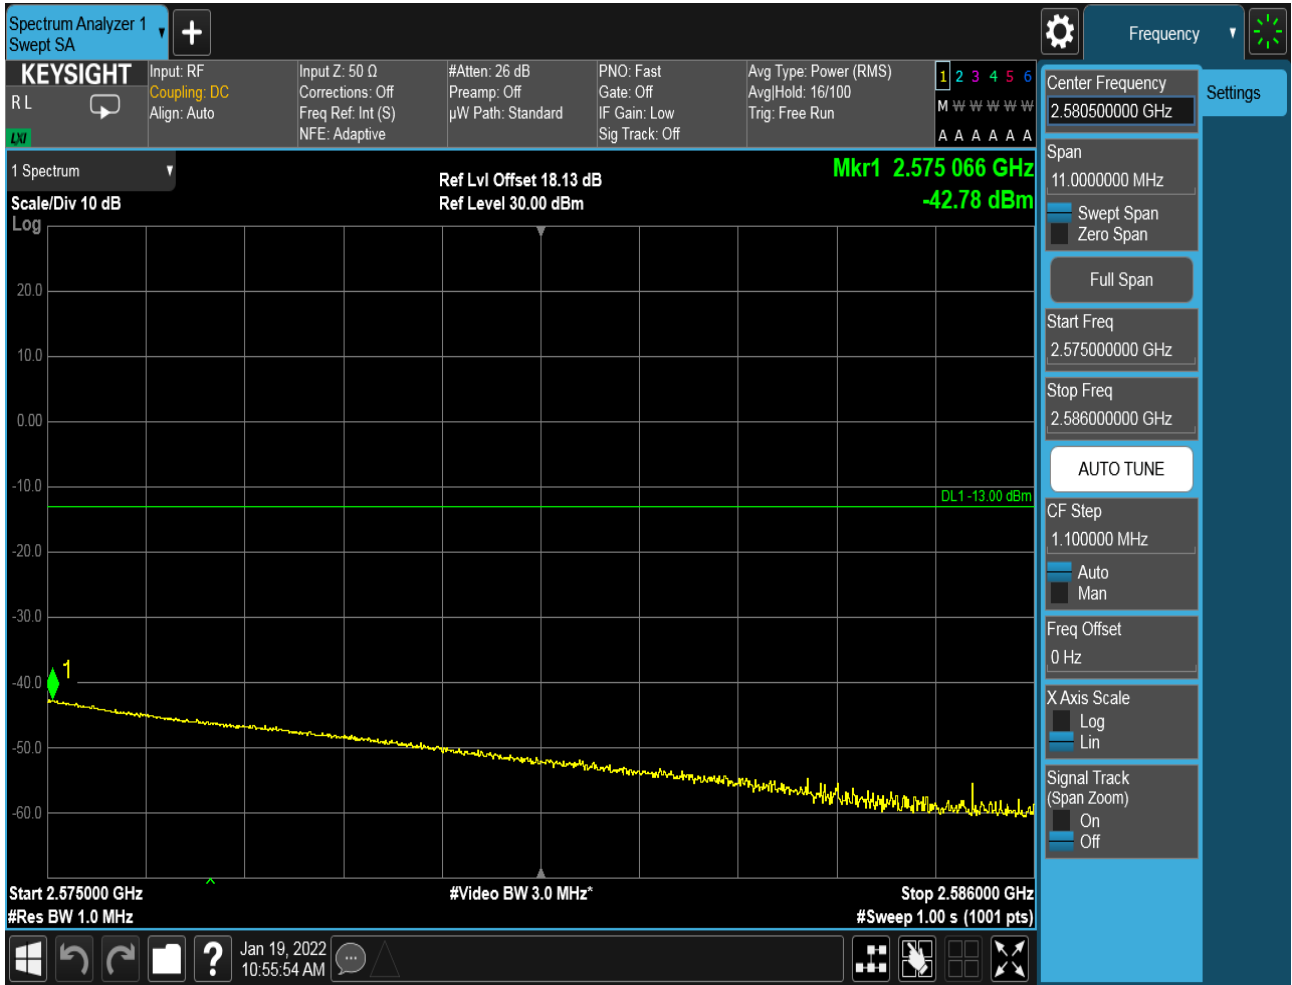 Spectrum Analyzer 1
Swept SA
Frequency
KEYSIGHT
R L
LXI
Input: RF
Coupling: DC
Align: Auto
Input Z: 50 Ω
Corrections: Off
Freq Ref: Int (S)
NFE: Adaptive
#Atten: 26 dB
Preamp: Off
µW Path: Standard
PNO: Fast
Gate: Off
IF Gain: Low
Sig Track: Off
Avg Type: Power (RMS)
Avg|Hold: 16/100
Trig: Free Run
1 2 3 4 5 6
M W W W W W
A A A A A A
1 Spectrum
Scale/Div 10 dB
Log
Ref Lvl Offset 18.13 dB
Ref Level 30.00 dBm
Mkr1 2.575 066 GHz
-42.78 dBm
20.0
10.0
0.00
-10.0
DL1 -13.00 dBm
-20.0
-30.0
1
-40.0
-50.0
-60.0
Start 2.575000 GHz
#Video BW 3.0 MHz*
Stop 2.586000 GHz
#Res BW 1.0 MHz
#Sweep 1.00 s (1001 pts)
Center Frequency
2.580500000 GHz
Settings
Span
11.0000000 MHz
Swept Span
Zero Span
Full Span
Start Freq
2.575000000 GHz
Stop Freq
2.586000000 GHz
AUTO TUNE
CF Step
1.100000 MHz
Auto
Man
Freq Offset
0 Hz
X Axis Scale
Log
Lin
Signal Track
(Span Zoom)
On
Off
?
Jan 19, 2022
10:55:54 AM